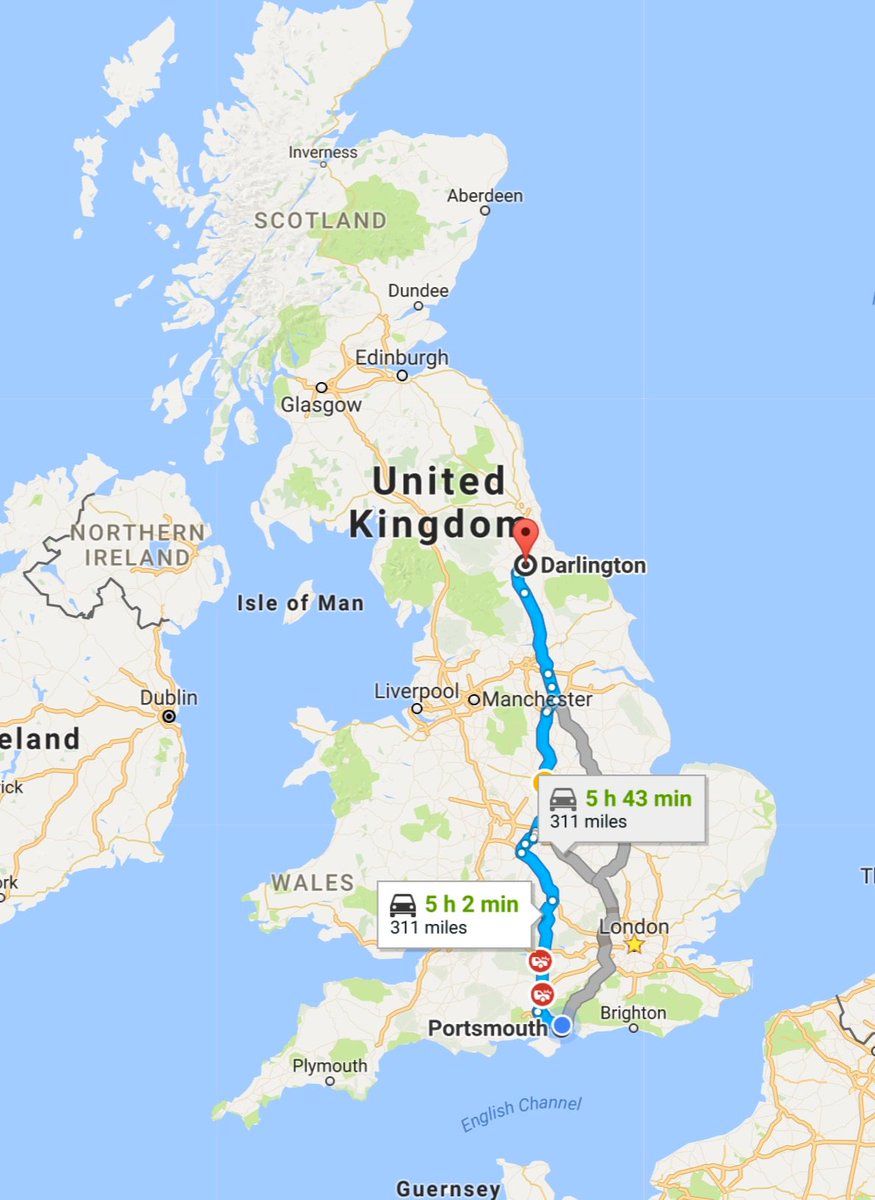 Inverness
Aberdeen
SCOTLAND
Dundee
Edinburgh
Glasgow
United
Kingdom
NORTHERN
IRELAND
Darlington
Isle of Man
Dublin
Liverpool
Manchester
eland
ick
5 h 43 min
311 miles
WALES
ork
Tl
5 h 2 min
311 miles
London
Portsmouth
Brighton
Plymouth
English Channel
Guernsey